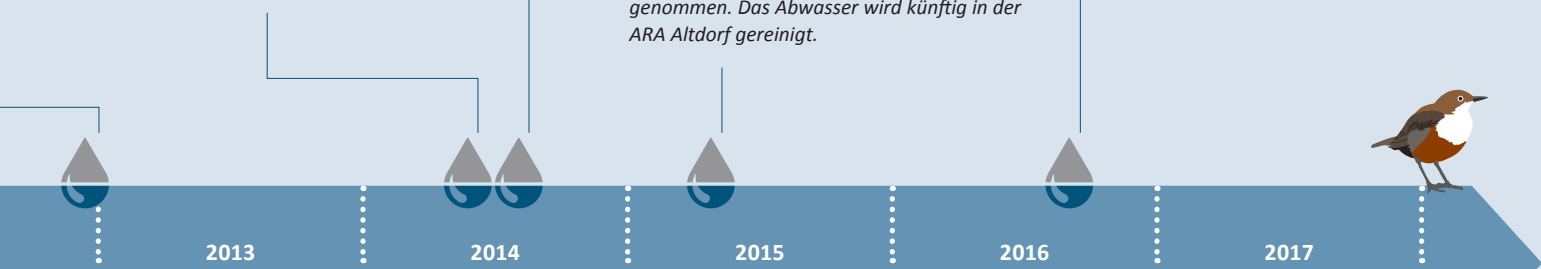 genommen. Das Abwasser wird künftig in der
ARA Altdorf gereinigt.
2013
2014
2015
2016
2017